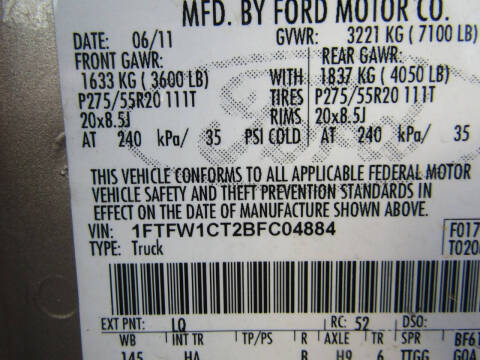 MFD. BY FORD MOTOR CO.
DATE: 06/11 GVWR: 3221 KG ( 7100 LB)
FRONT GAWR: REAR GAWR:
1633 KG ( 3600 LB) WITH 1837 KG ( 4050 LB)
P275/55R20 111T TIRES P275/55R20 111T
20x8.5J RIMS 20x8.5J
AT 240 kPa/ 35 PSI COLD AT 240 kPa/ 35
THIS VEHICLE CONFORMS TO ALL APPLICABLE FEDERAL MOTOR
VEHICLE SAFETY AND THEFT PREVENTION STANDARDS IN
EFFECT ON THE DATE OF MANUFACTURE SHOWN ABOVE.
VIN: 1FTFW1CT2BFC04884 F017
TYPE: Truck T020
EXT PNT: LQ RC: 52 DSO:
WB INT TR TP/PS R AXLE TR SPR BF61
145 HA B H9 6 TTGG G0A